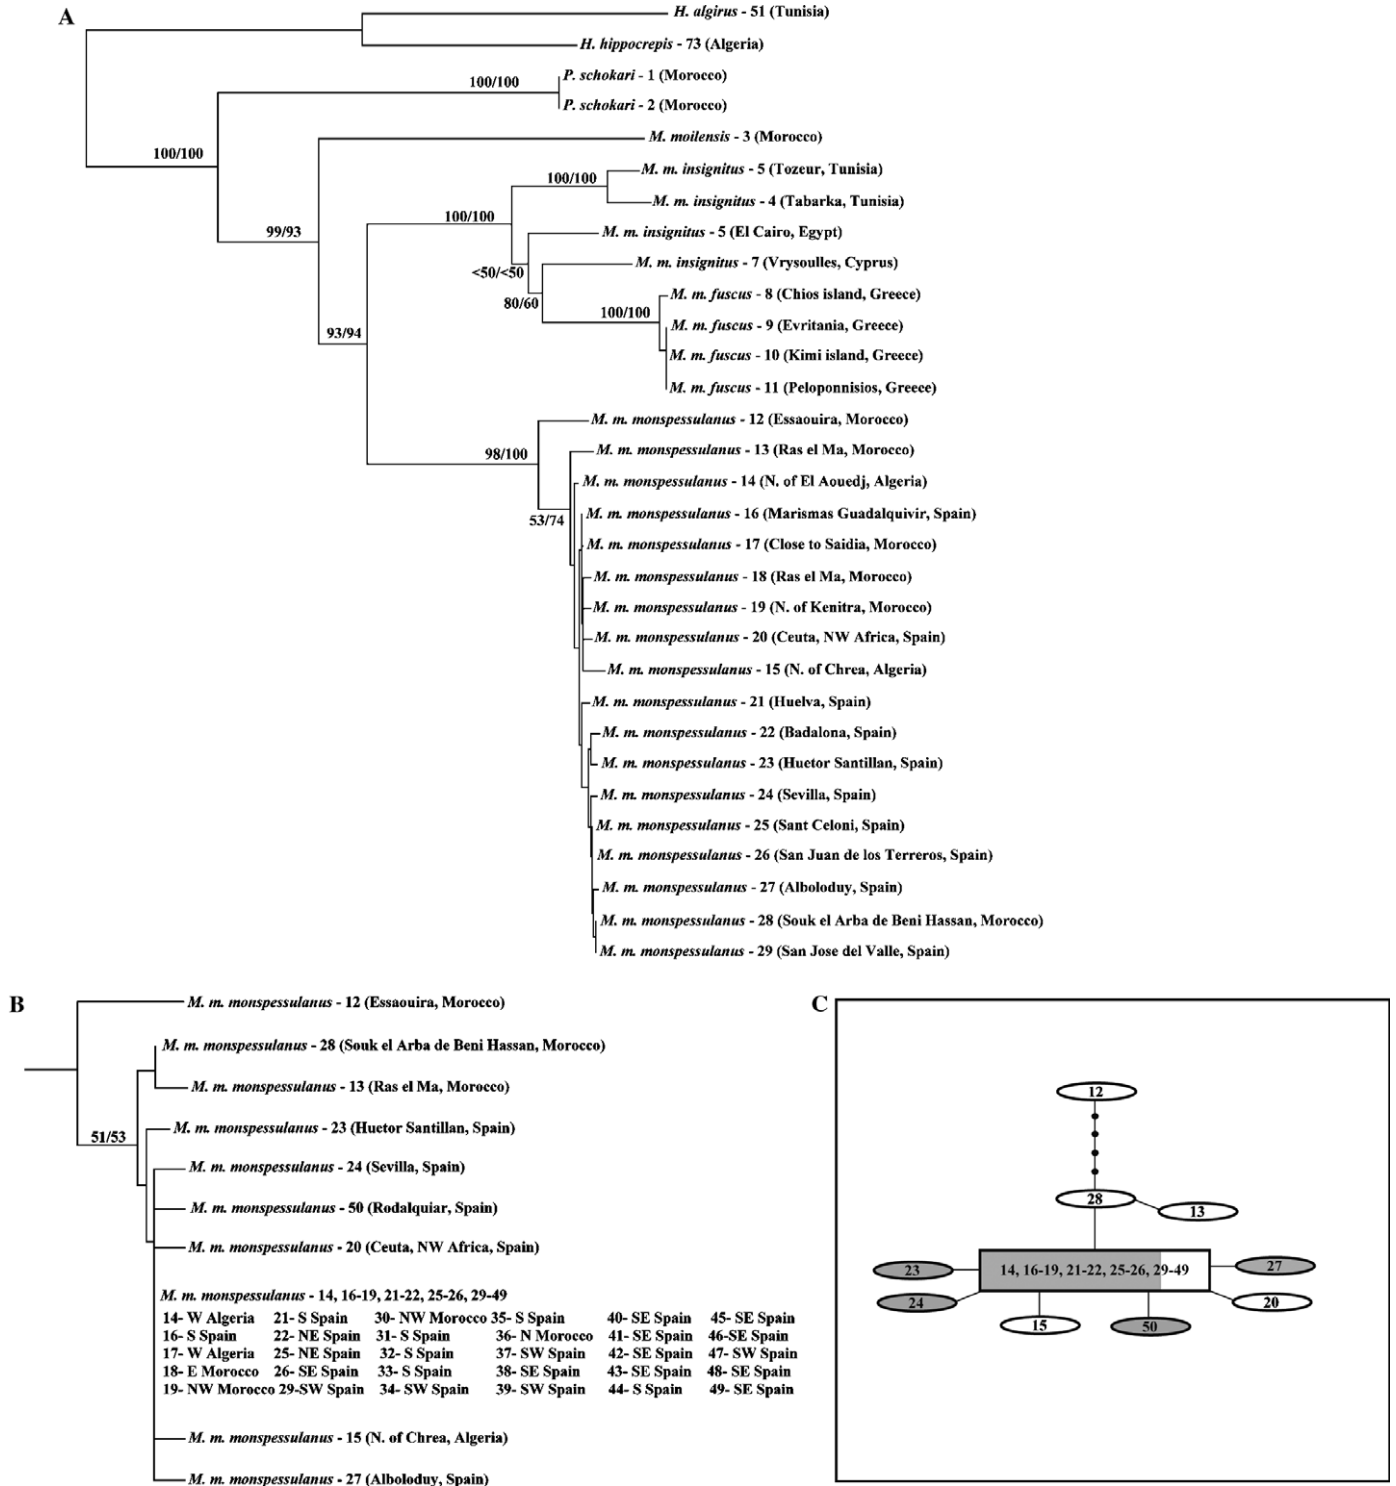 A
H. algirus - 51 (Tunisia)
H. hippocrepis - 73 (Algeria)
100/100
P. schokari - 1 (Morocco)
P. schokari - 2 (Morocco)
M. moilensis - 3 (Morocco)
100/100
M. m. insignitus - 5 (Tozeur, Tunisia)
100/100
M. m. insignitus - 4 (Tabarka, Tunisia)
100/100
99/93
M. m. insignitus - 5 (El Cairo, Egypt)
<50/<50
M. m. insignitus - 7 (Vrysoulles, Cyprus)
80/60
M. m. fuscus - 8 (Chios island, Greece)
100/100
M. m. fuscus - 9 (Evritania, Greece)
93/94
M. m. fuscus - 10 (Kimi island, Greece)
M. m. fuscus - 11 (Peloponnisios, Greece)
M. m. monspessulanus - 12 (Essaouira, Morocco)
98/100
M. m. monspessulanus - 13 (Ras el Ma, Morocco)
M. m. monspessulanus - 14 (N. of El Aouedj, Algeria)
53/74
M. m. monspessulanus - 16 (Marismas Guadalquivir, Spain)
M. m. monspessulanus - 17 (Close to Saidia, Morocco)
M. m. monspessulanus - 18 (Ras el Ma, Morocco)
M. m. monspessulanus - 19 (N. of Kenitra, Morocco)
M. m. monspessulanus - 20 (Ceuta, NW Africa, Spain)
M. m. monspessulanus - 15 (N. of Chrea, Algeria)
M. m. monspessulanus - 21 (Huelva, Spain)
M. m. monspessulanus - 22 (Badalona, Spain)
M. m. monspessulanus - 23 (Huetor Santillan, Spain)
M. m. monspessulanus - 24 (Sevilla, Spain)
M. m. monspessulanus - 25 (Sant Celoni, Spain)
M. m. monspessulanus - 26 (San Juan de los Terreros, Spain)
M. m. monspessulanus - 27 (Alboloduy, Spain)
M. m. monspessulanus - 28 (Souk el Arba de Beni Hassan, Morocco)
M. m. monspessulanus - 29 (San Jose del Valle, Spain)
B
M. m. monspessulanus - 12 (Essaouira, Morocco)
M. m. monspessulanus - 28 (Souk el Arba de Beni Hassan, Morocco)
M. m. monspessulanus - 13 (Ras el Ma, Morocco)
51/53
M. m. monspessulanus - 23 (Huetor Santillan, Spain)
M. m. monspessulanus - 24 (Sevilla, Spain)
M. m. monspessulanus - 50 (Rodalquiar, Spain)
M. m. monspessulanus - 20 (Ceuta, NW Africa, Spain)
M. m. monspessulanus - 14, 16-19, 21-22, 25-26, 29-49
14- W Algeria 21- S Spain 30- NW Morocco 35- S Spain 40- SE Spain 45- SE Spain
16- S Spain 22- NE Spain 31- S Spain 36- N Morocco 41- SE Spain 46-SE Spain
17- W Algeria 25- NE Spain 32- S Spain 37- SW Spain 42- SE Spain 47- SW Spain
18- E Morocco 26- SE Spain 33- S Spain 38- SE Spain 43- SE Spain 48- SE Spain
19- NW Morocco 29-SW Spain 34- SW Spain 39- SW Spain 44- S Spain 49- SE Spain
M. m. monspessulanus - 15 (N. of Chrea, Algeria)
M. m. monspessulanus - 27 (Alboloduy, Spain)
C
12
28
13
23
14, 16-19, 21-22, 25-26, 29-49
27
24
20
15
50